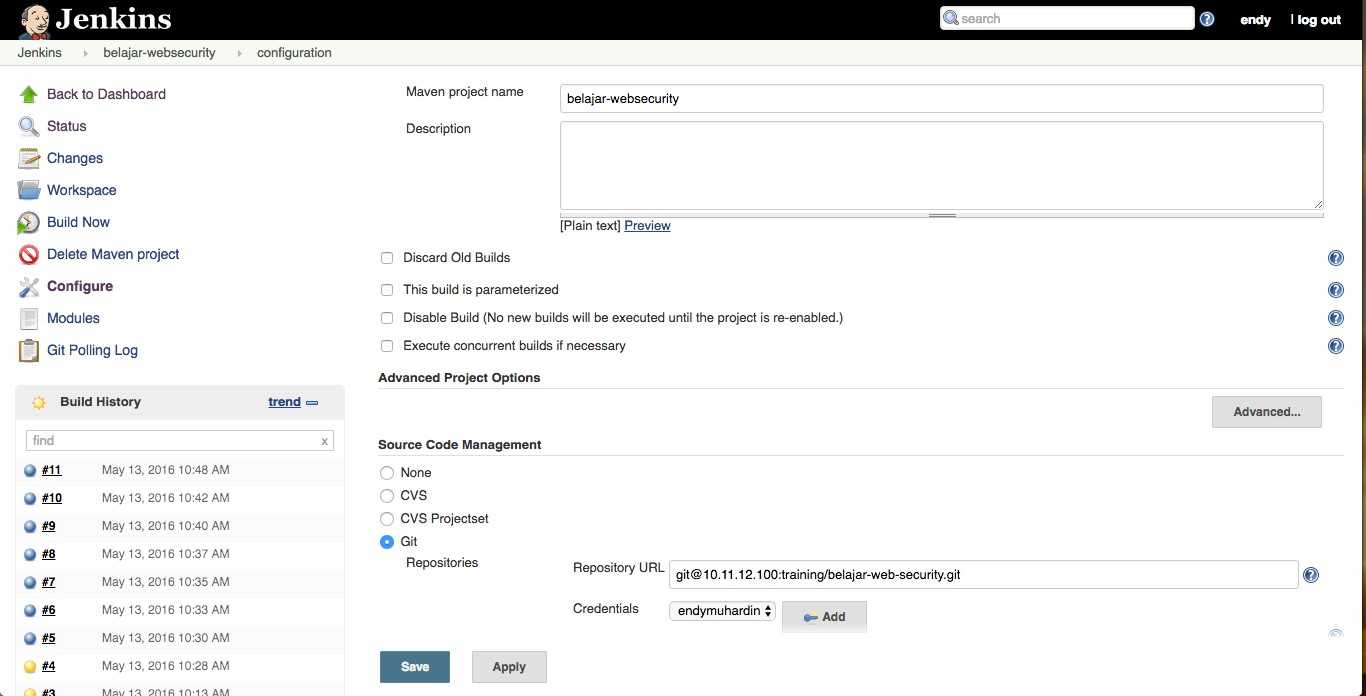 Jenkins
search
endy
log out
Jenkins
belajar-websecurity
configuration
Back to Dashboard
Status
Changes
Workspace
Build Now
Delete Maven project
Configure
Modules
Git Polling Log
Build History
trend
find
x
#11 May 13, 2016 10:48 AM
#10 May 13, 2016 10:42 AM
#9 May 13, 2016 10:40 AM
#8 May 13, 2016 10:37 AM
#7 May 13, 2016 10:35 AM
#6 May 13, 2016 10:33 AM
#5 May 13, 2016 10:30 AM
#4 May 13, 2016 10:28 AM
#3 May 13, 2016 10:13 AM
Maven project name
belajar-websecurity
Description
[Plain text] Preview
Discard Old Builds
This build is parameterized
Disable Build (No new builds will be executed until the project is re-enabled.)
Execute concurrent builds if necessary
Advanced Project Options
Advanced...
Source Code Management
None
CVS
CVS Projectset
Git
Repositories
Repository URL
git@10.11.12.100:training/belajar-web-security.git
Credentials
endymuhardin
Add
Save
Apply